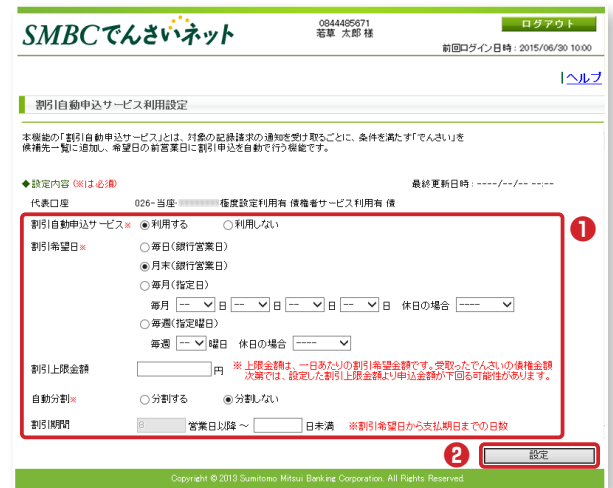 SMBCでんさいネット
0844485671
若草 太郎 様
ログアウト
前回ログイン日時：2015/06/30 10:00
ヘルプ
割引自動申込サービス利用設定
本機能の「割引自動申込サービス」とは、対象の記録請求の通知を受け取るごとに、条件を満たす「でんさい」を
候補先一覧に追加し、希望日の前営業日に割引申込を自動で行う機能です。
◆設定内容（※は必須）
最終更新日時：----/--/-- --:--
代表口座 026-当座- 極度設定利用有 債権者サービス利用有 債
割引自動申込サービス※ 利用する 利用しない
1
割引希望日※ 毎日（銀行営業日）
月末（銀行営業日）
毎月（指定日）
毎月 -- 日 -- 日 -- 日 -- 日 休日の場合 ----
毎週（指定曜日）
毎週 -- 曜日 休日の場合 ----
割引上限金額 円 ※上限金額は、一日あたりの割引希望金額です。受取ったでんさいの債権金額
次第では、設定した割引上限金額より申込金額が下回る可能性があります。
自動分割※ 分割する 分割しない
割引期間 8 営業日以降 ～ 日未満 ※割引希望日から支払期日までの日数
2 設定
Copyright © 2013 Sumitomo Mitsui Banking Corporation. All Rights Reserved.